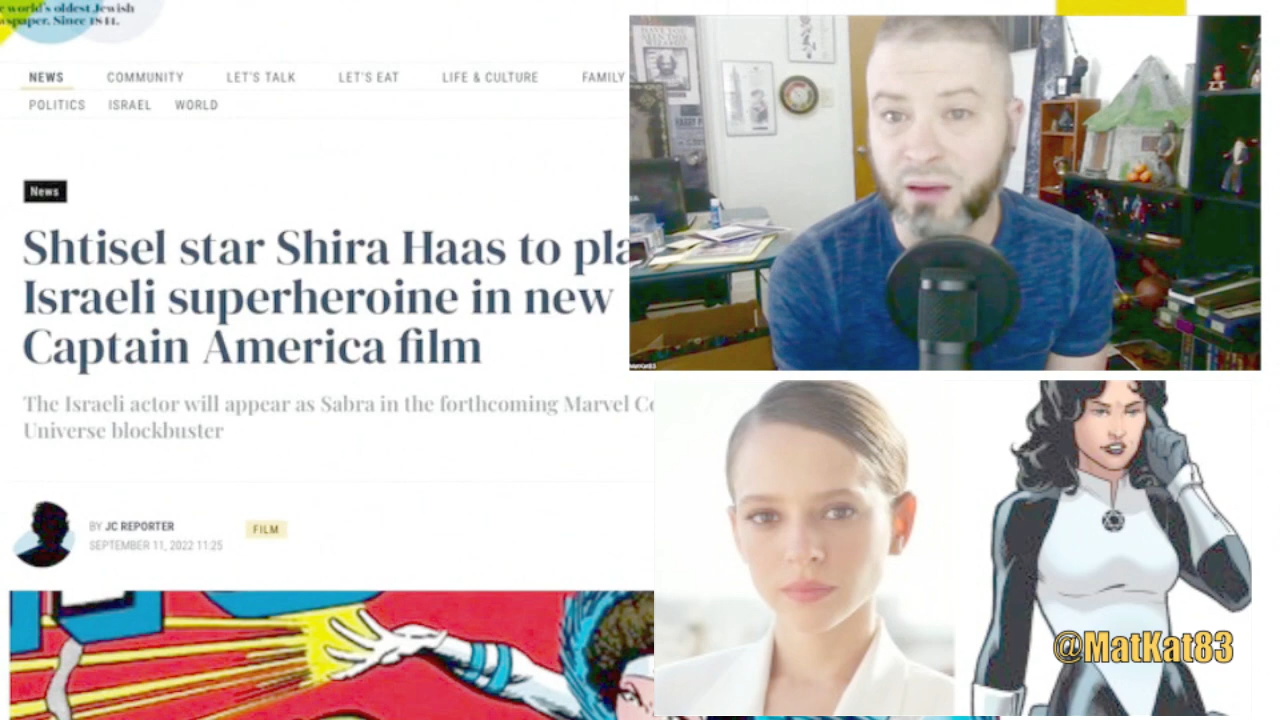 e world's oldest Jewish
wspaper. Since 1841.
NEWS COMMUNITY LET'S TALK LET'S EAT LIFE & CULTURE FAMILY
POLITICS ISRAEL WORLD
News
Shtisel star Shira Haas to pla
Israeli superheroine in new
Captain America film
The Israeli actor will appear as Sabra in the forthcoming Marvel C
Universe blockbuster
BY JC REPORTER
FILM
SEPTEMBER 11, 2022 11:25
MatKat83
@MatKat83